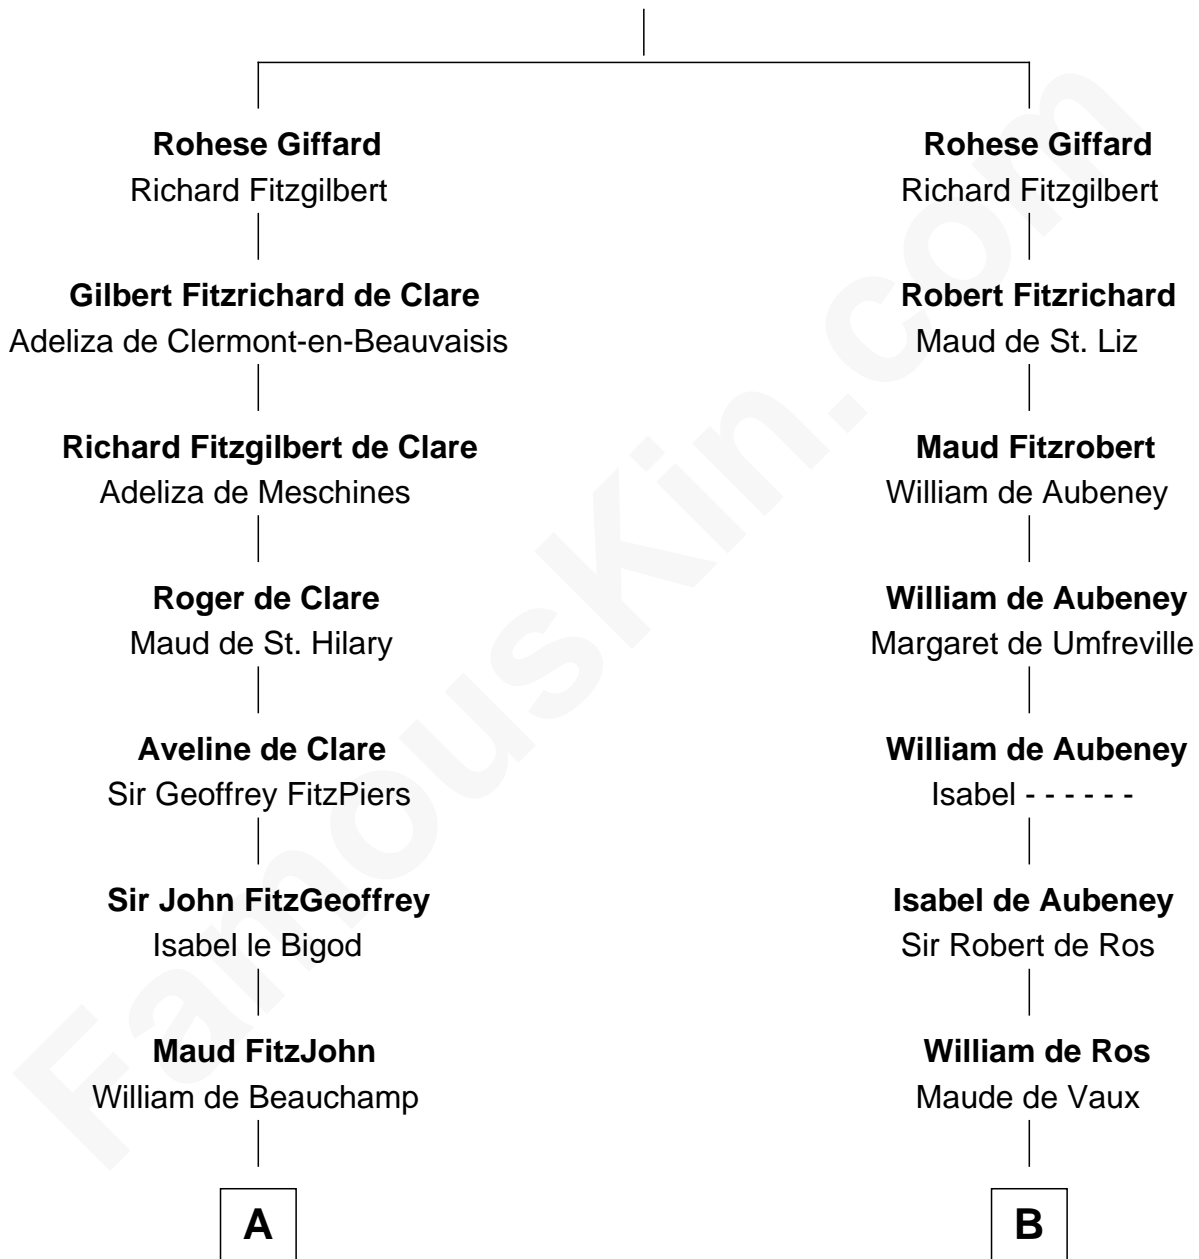 Rohese Giffard
Richard Fitzgilbert
Gilbert Fitzrichard de Clare
Adeliza de Clermont-en-Beauvaisis
Richard Fitzgilbert de Clare
Adeliza de Meschines
Roger de Clare
Maud de St. Hilary
Aveline de Clare
Sir Geoffrey FitzPiers
Sir John FitzGeoffrey
Isabel le Bigod
Maud FitzJohn
William de Beauchamp
A
Rohese Giffard
Richard Fitzgilbert
Robert Fitzrichard
Maud de St. Liz
Maud Fitzrobert
William de Aubeney
William de Aubeney
Margaret de Umfreville
William de Aubeney
Isabel - - - - - -
Isabel de Aubeney
Sir Robert de Ros
William de Ros
Maude de Vaux
B
FamousKin.com